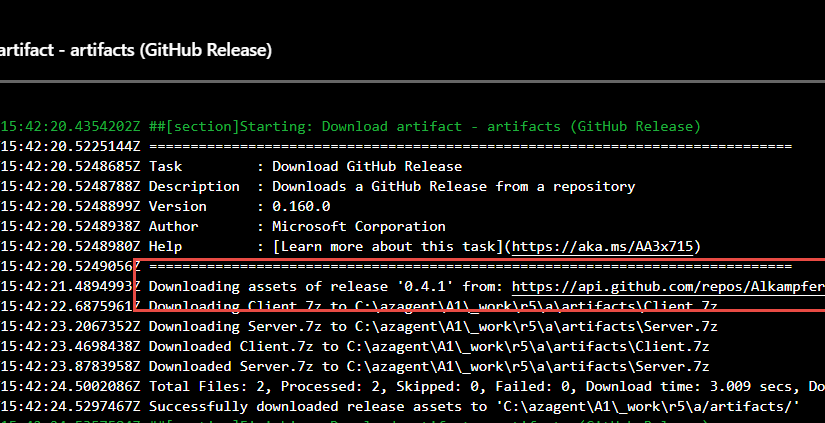 artifact - artifacts (GitHub Release)
15:42:20.4354202Z ##[section]Starting: Download artifact - artifacts (GitHub Release)
15:42:20.5225144Z ==============================================================================
15:42:20.5248685Z Task         : Download GitHub Release
15:42:20.5248788Z Description  : Downloads a GitHub Release from a repository
15:42:20.5248899Z Version      : 0.160.0
15:42:20.5248938Z Author       : Microsoft Corporation
15:42:20.5248980Z Help         : [Learn more about this task](https://aka.ms/AA3x715)
15:42:20.5249056Z ==============================================================================
15:42:21.4894993Z Downloading assets of release '0.4.1' from: https://api.github.com/repos/Alkampfer
15:42:22.6875961Z Downloading Client.7z to C:\azagent\A1\_work\r5\a\artifacts\Client.7z
15:42:23.2067352Z Downloading Server.7z to C:\azagent\A1\_work\r5\a\artifacts\Server.7z
15:42:23.4698438Z Downloaded Client.7z to C:\azagent\A1\_work\r5\a\artifacts\Client.7z
15:42:23.8783958Z Downloaded Server.7z to C:\azagent\A1\_work\r5\a\artifacts\Server.7z
15:42:24.5002086Z Total Files: 2, Processed: 2, Skipped: 0, Failed: 0, Download time: 3.009 secs, Do
15:42:24.5297467Z Successfully downloaded release assets to 'C:\azagent\A1\_work\r5\a/artifacts/'